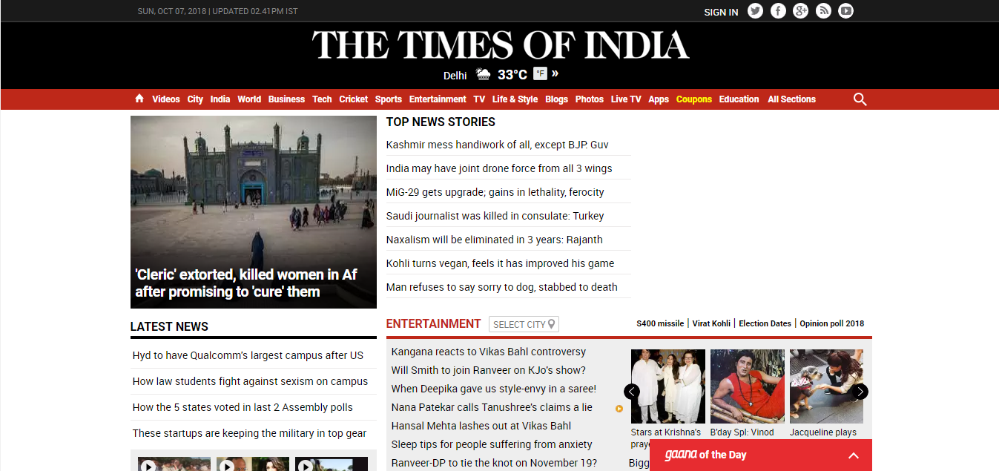 SUN, OCT 07, 2018 | UPDATED 02.41PM IST
SIGN IN
THE TIMES OF INDIA
Delhi 33°C °F »
Videos City India World Business Tech Cricket Sports Entertainment TV Life & Style Blogs Photos Live TV Apps Coupons Education All Sections
'Cleric' extorted, killed women in Af
after promising to 'cure' them
TOP NEWS STORIES
Kashmir mess handiwork of all, except BJP: Guv
India may have joint drone force from all 3 wings
MiG-29 gets upgrade; gains in lethality, ferocity
Saudi journalist was killed in consulate: Turkey
Naxalism will be eliminated in 3 years: Rajanth
Kohli turns vegan, feels it has improved his game
Man refuses to say sorry to dog, stabbed to death
LATEST NEWS
Hyd to have Qualcomm's largest campus after US
How law students fight against sexism on campus
How the 5 states voted in last 2 Assembly polls
These startups are keeping the military in top gear
ENTERTAINMENT SELECT CITY
S400 missile | Virat Kohli | Election Dates | Opinion poll 2018
Kangana reacts to Vikas Bahl controversy
Will Smith to join Ranveer on KJo's show?
When Deepika gave us style-envy in a saree!
Nana Patekar calls Tanushree's claims a lie
Hansal Mehta lashes out at Vikas Bahl
Sleep tips for people suffering from anxiety
Ranveer-DP to tie the knot on November 19?
Stars at Krishna's
praye
B'day Spl: Vinod
Jacqueline plays
Bigg
gaana of the Day